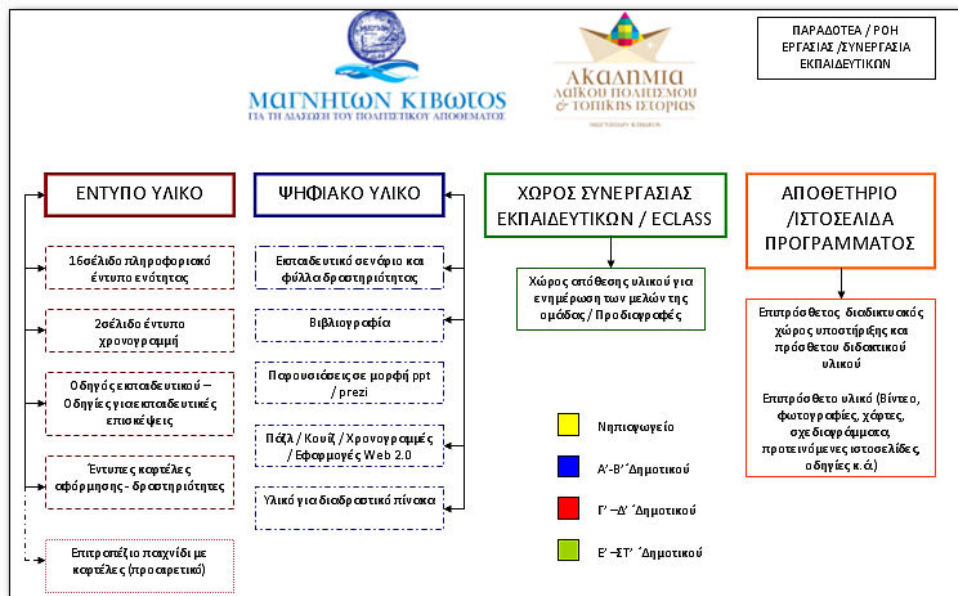 ΠΑΡΑΔΟΤΕΑ / ΡΟΗ
ΕΡΓΑΣΙΑΣ /ΣΥΝΕΡΓΑΣΙΑ
ΕΚΠΑΙΔΕΥΤΙΚΩΝ
ΜΑΓΝΗΤΩΝ ΚΙΒΩΤΟΣ
ΓΙΑ ΤΗ ΔΙΑΣΩΣΗ ΤΟΥ ΠΟΛΙΤΙΣΤΙΚΟΥ ΑΠΟΘΕΜΑΤΟΣ
ΑΚΑΔΗΜΙΑ
ΛΑΪΚΟΥ ΠΟΛΙΤΙΣΜΟΥ
& ΤΟΠΙΚΗΣ ΙΣΤΟΡΙΑΣ
ΜΑΓΝΗΤΩΝ ΚΙΒΩΤΟΣ
ΕΝΤΥΠΟ ΥΛΙΚΟ
16σέλιδο πληροφοριακό
έντυπο ενότητας
2σέλιδο έντυπο
χρονογραμμή
Οδηγός εκπαιδευτικού –
Οδηγίες για εκπαιδευτικές
επισκέψεις
Έντυπες καρτέλες
αφόρμησης - δραστηριότητες
Επιτραπέζιο παιχνίδι με
καρτέλες (προαιρετικό)
ΨΗΦΙΑΚΟ ΥΛΙΚΟ
Εκπαιδευτικό σενάριο και
φύλλα δραστηριότητας
Βιβλιογραφία
Παρουσιάσεις σε μορφή ppt
/ prezi
Πάζλ / Κουίζ / Χρονογραμμές
/ Εφαρμογές Web 2.0
Υλικό για διαδραστικό πίνακα
ΧΩΡΟΣ ΣΥΝΕΡΓΑΣΙΑΣ
ΕΚΠΑΙΔΕΥΤΙΚΩΝ / ECLASS
Χώρος απόθεσης υλικού για
ενημέρωση των μελών της
ομάδας / Προδιαγραφές
Νηπιαγωγείο
Α'-Β' ΄Δημοτικού
Γ' –Δ' ΄Δημοτικού
Ε' –ΣΤ' ΄Δημοτικού
ΑΠΟΘΕΤΗΡΙΟ
/ΙΣΤΟΣΕΛΙΔΑ
ΠΡΟΓΡΑΜΜΑΤΟΣ
Επιπρόσθετος διαδικτυακός
χώρος υποστήριξης και
πρόσθετου διδακτικού
υλικού
Επιπρόσθετο υλικό (Βίντεο,
φωτογραφίες, χάρτες,
σχεδιαγράμματα,
προτεινόμενες ιστοσελίδες,
οδηγίες κ.ά.)